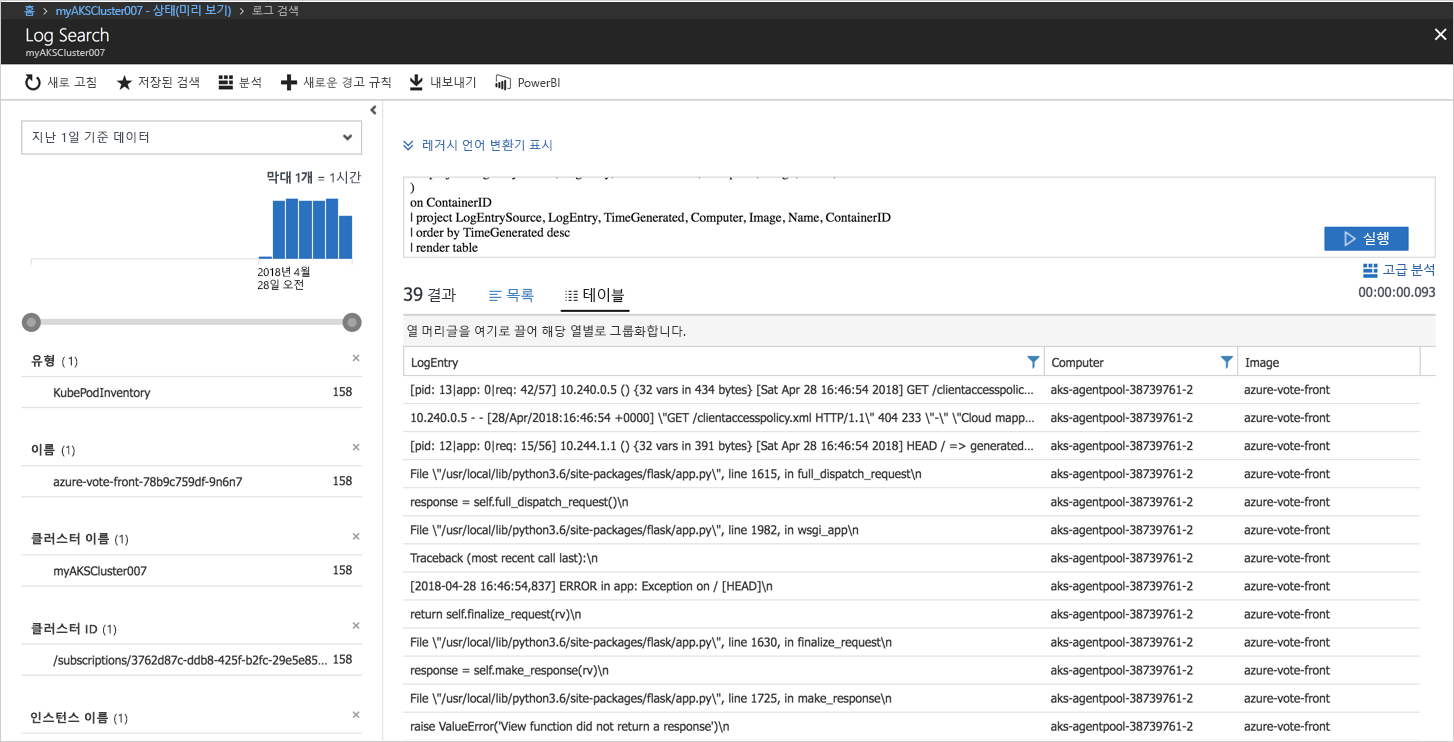 홈 > myAKSCluster007 - 상태(미리 보기) > 로그 검색
Log Search
myAKSCluster007
새로 고침 저장된 검색 분석 새로운 경고 규칙 내보내기 PowerBI
지난 1일 기준 데이터
막대 1개 = 1시간
2018년 4월
28일 오전
유형 (1)
KubePodInventory 158
이름 (1)
azure-vote-front-78b9c759df-9n6n7 158
클러스터 이름 (1)
myAKSCluster007 158
클러스터 ID (1)
/subscriptions/3762d87c-ddb8-425f-b2fc-29e5e85... 158
인스턴스 이름 (1)
레거시 언어 변환기 표시
)
on ContainerID
| project LogEntrySource, LogEntry, TimeGenerated, Computer, Image, Name, ContainerID
| order by TimeGenerated desc
| render table
실행
고급 분석
39 결과 목록 테이블 00:00:00.093
열 머리글을 여기로 끌어 해당 열별로 그룹화합니다.
LogEntry Computer Image
[pid: 13|app: 0|req: 42/57] 10.240.0.5 () {32 vars in 434 bytes} [Sat Apr 28 16:46:54 2018] GET /clientaccesspolic... aks-agentpool-38739761-2 azure-vote-front
10.240.0.5 - - [28/Apr/2018:16:46:54 +0000] \"GET /clientaccesspolicy.xml HTTP/1.1\" 404 233 \"-\" \"Cloud mapp... aks-agentpool-38739761-2 azure-vote-front
[pid: 12|app: 0|req: 15/56] 10.244.1.1 () {32 vars in 391 bytes} [Sat Apr 28 16:46:54 2018] HEAD / => generated... aks-agentpool-38739761-2 azure-vote-front
File \"/usr/local/lib/python3.6/site-packages/flask/app.py\", line 1615, in full_dispatch_request\n aks-agentpool-38739761-2 azure-vote-front
response = self.full_dispatch_request()\n aks-agentpool-38739761-2 azure-vote-front
File \"/usr/local/lib/python3.6/site-packages/flask/app.py\", line 1982, in wsgi_app\n aks-agentpool-38739761-2 azure-vote-front
Traceback (most recent call last):\n aks-agentpool-38739761-2 azure-vote-front
[2018-04-28 16:46:54,837] ERROR in app: Exception on / [HEAD]\n aks-agentpool-38739761-2 azure-vote-front
return self.finalize_request(rv)\n aks-agentpool-38739761-2 azure-vote-front
File \"/usr/local/lib/python3.6/site-packages/flask/app.py\", line 1630, in finalize_request\n aks-agentpool-38739761-2 azure-vote-front
response = self.make_response(rv)\n aks-agentpool-38739761-2 azure-vote-front
File \"/usr/local/lib/python3.6/site-packages/flask/app.py\", line 1725, in make_response\n aks-agentpool-38739761-2 azure-vote-front
raise ValueError('View function did not return a response')\n aks-agentpool-38739761-2 azure-vote-front